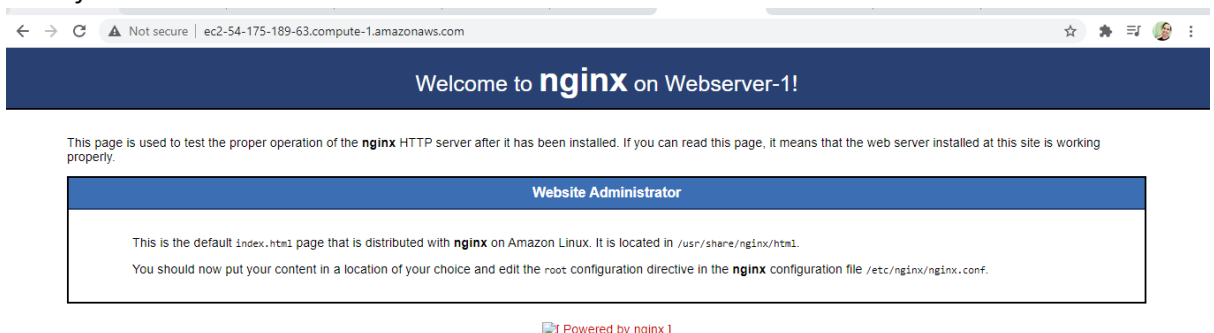 Not secure | ec2-54-175-189-63.compute-1.amazonaws.com
Welcome to nginx on Webserver-1!
This page is used to test the proper operation of the nginx HTTP server after it has been installed. If you can read this page, it means that the web server installed at this site is working
properly.
Website Administrator
This is the default index.html page that is distributed with nginx on Amazon Linux. It is located in /usr/share/nginx/html.
You should now put your content in a location of your choice and edit the root configuration directive in the nginx configuration file /etc/nginx/nginx.conf.
[ Powered by nginx ]